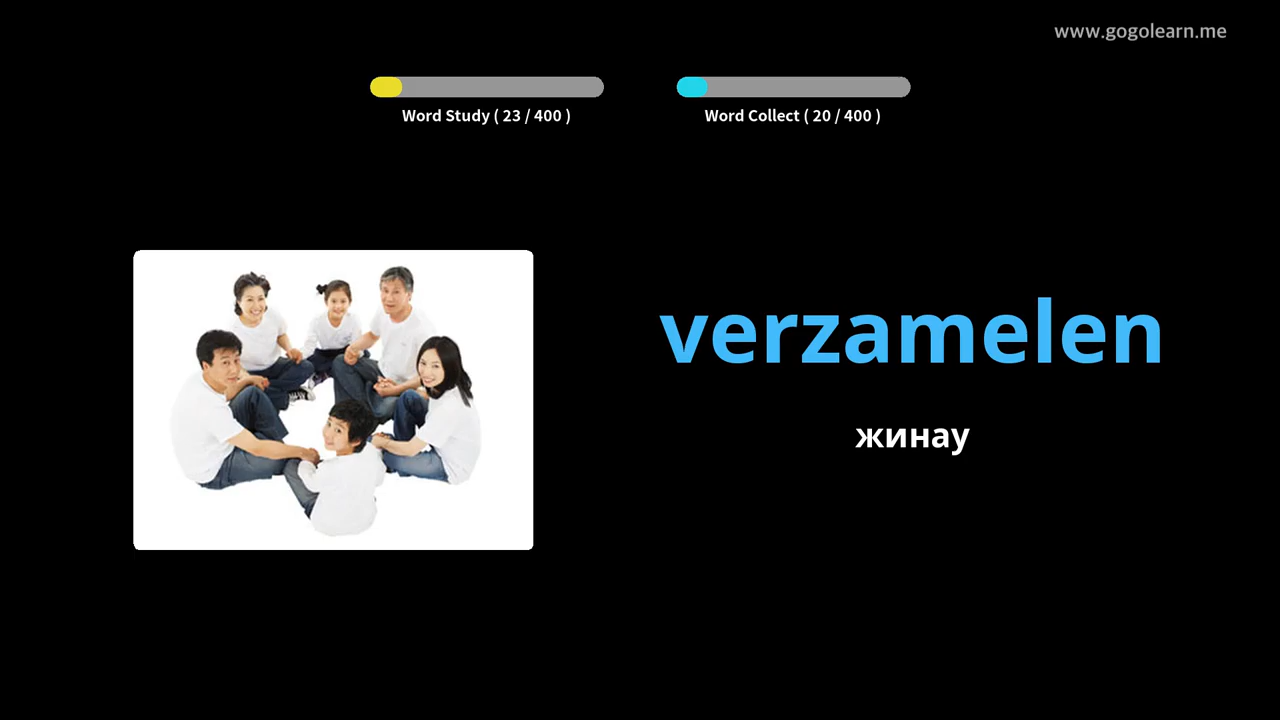 www.gogolearn.me
Word Study ( 23 / 400 )
Word Collect ( 20 / 400 )
verzamelen
жинау